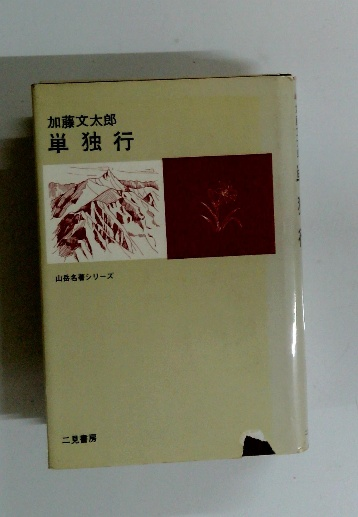 加藤文太郎
単独行
山岳名著シリーズ
二見書房